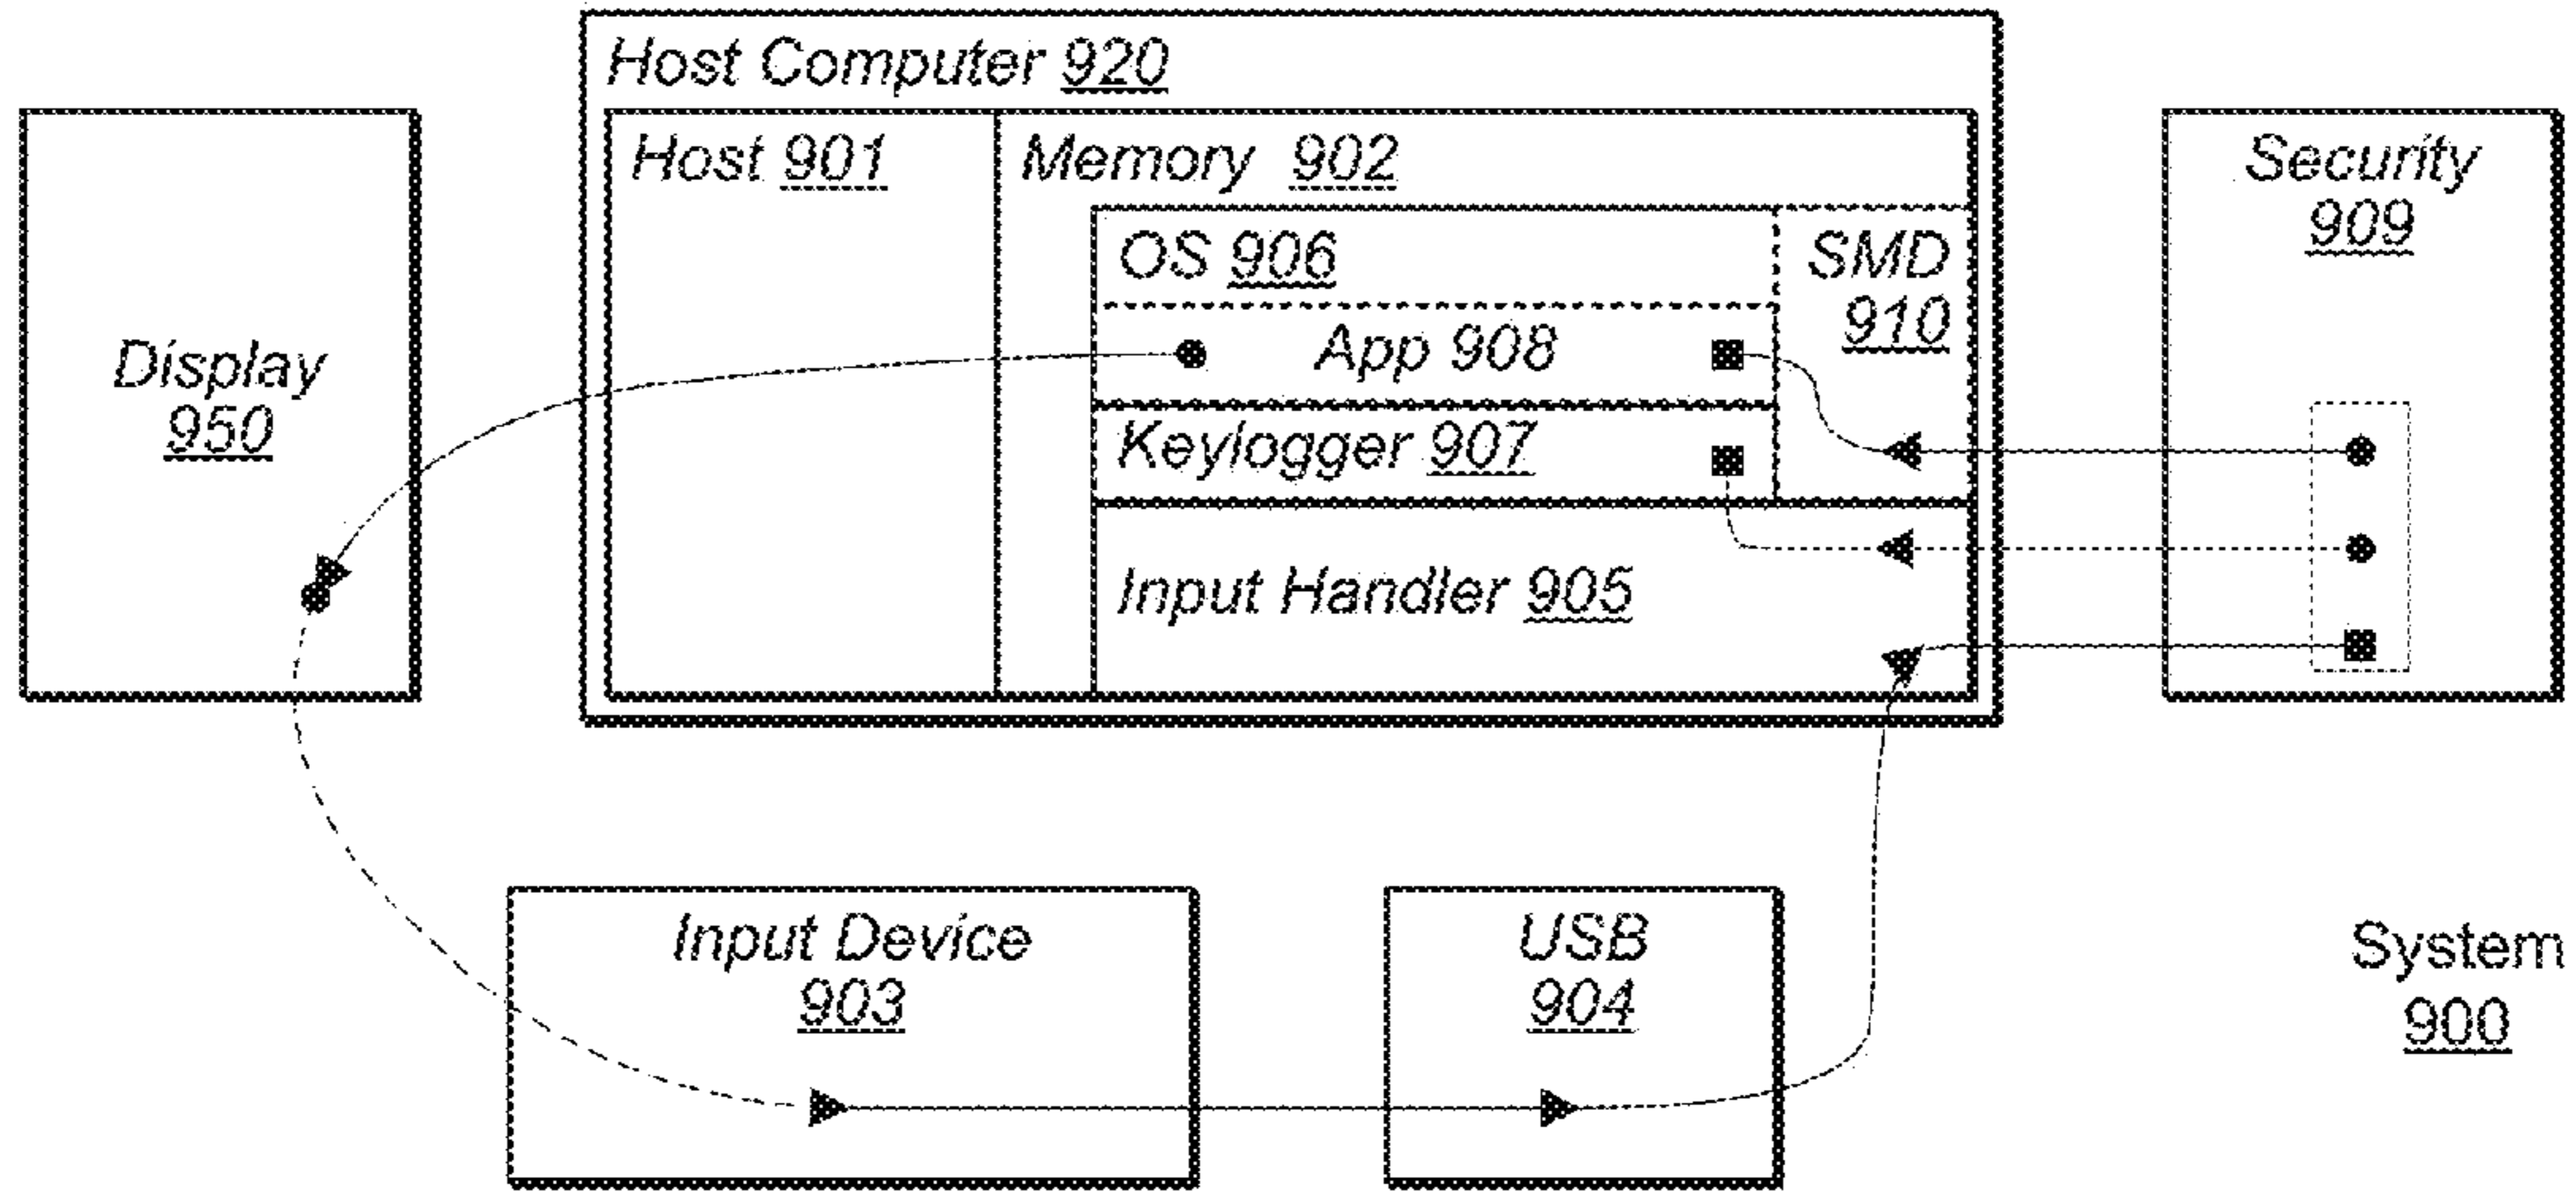 Host Computer 920
Host 901
Memory 902
Security
909
OS 906
SMD
910
App 908
Display
950
Keylogger 907
Input Handler 905
Input Device
903
USB
904
System
900